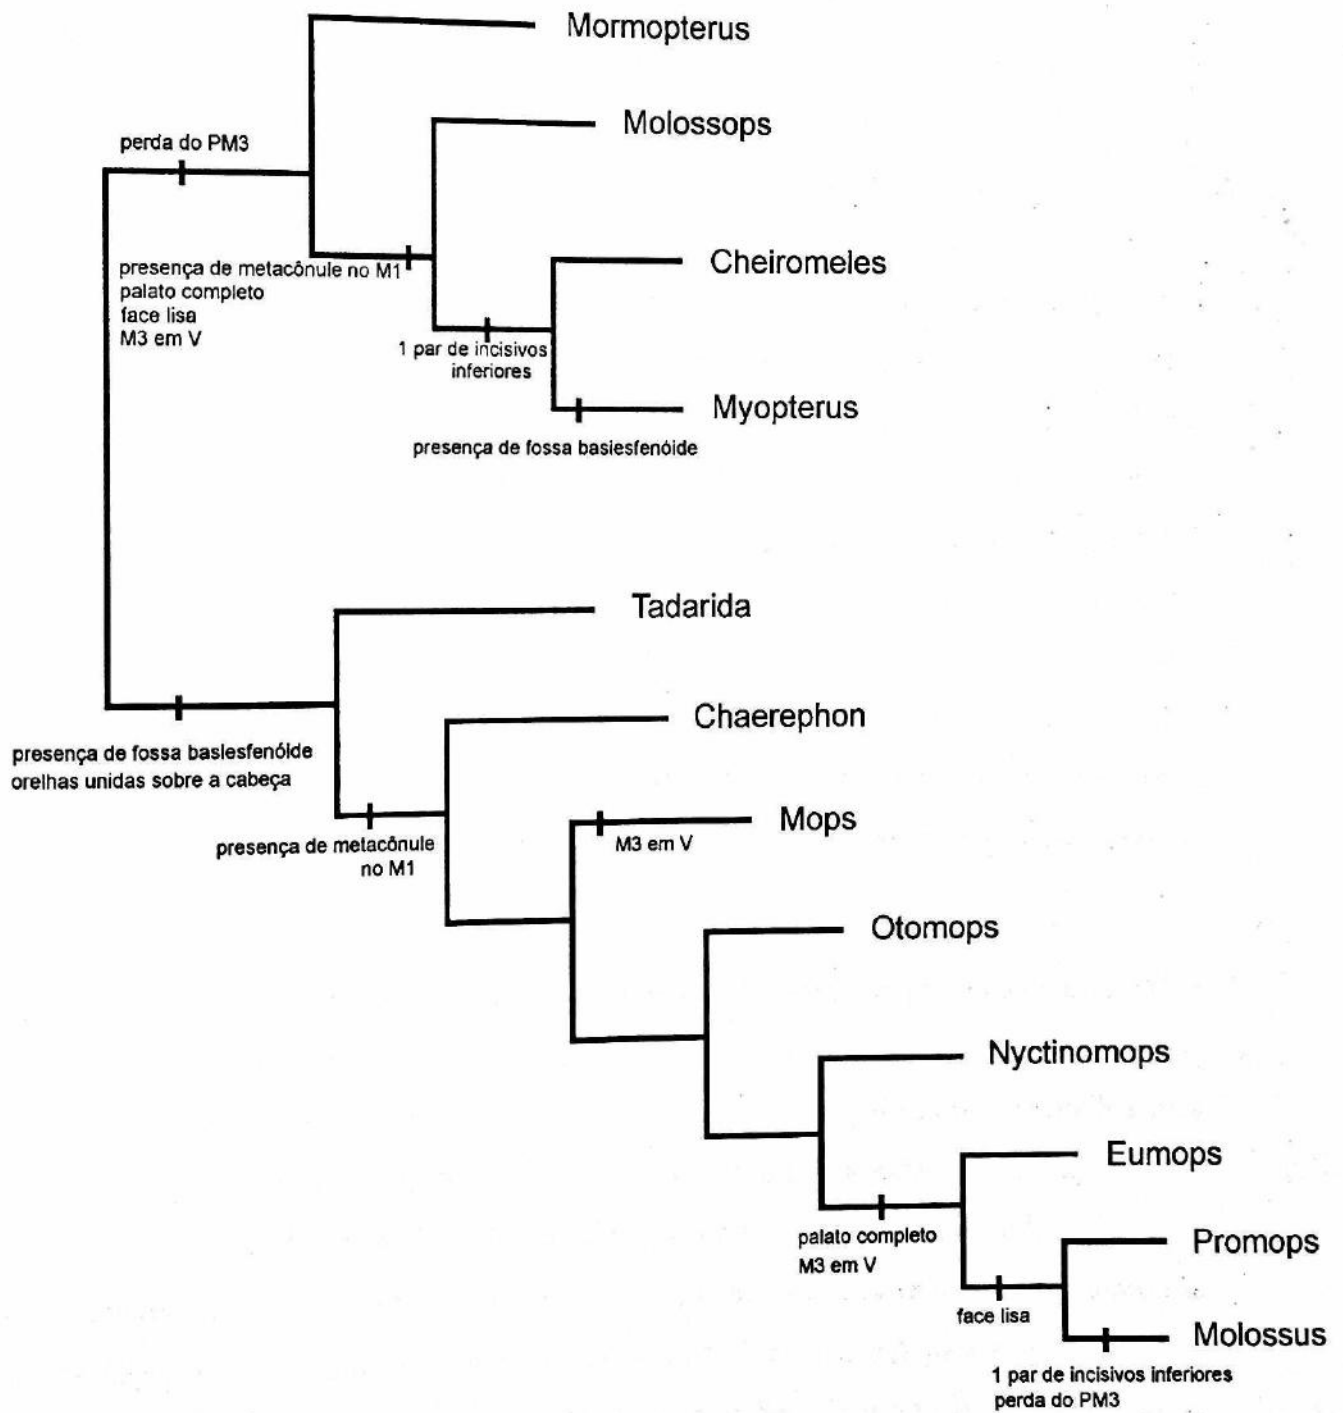 Mormopterus
Molossops
perda do PM3
Cheiromeles
presença de metacônule no M1
palato completo
face lisa
M3 em V
1 par de incisivos
inferiores
Myopterus
presença de fossa basiesfenóide
Tadarida
Chaerephon
presença de fossa basiesfenóide
orelhas unidas sobre a cabeça
Mops
presença de metacônule
no M1
M3 em V
Otomops
Nyctinomops
Eumops
palato completo
M3 em V
Promops
face lisa
Molossus
1 par de incisivos inferiores
perda do PM3